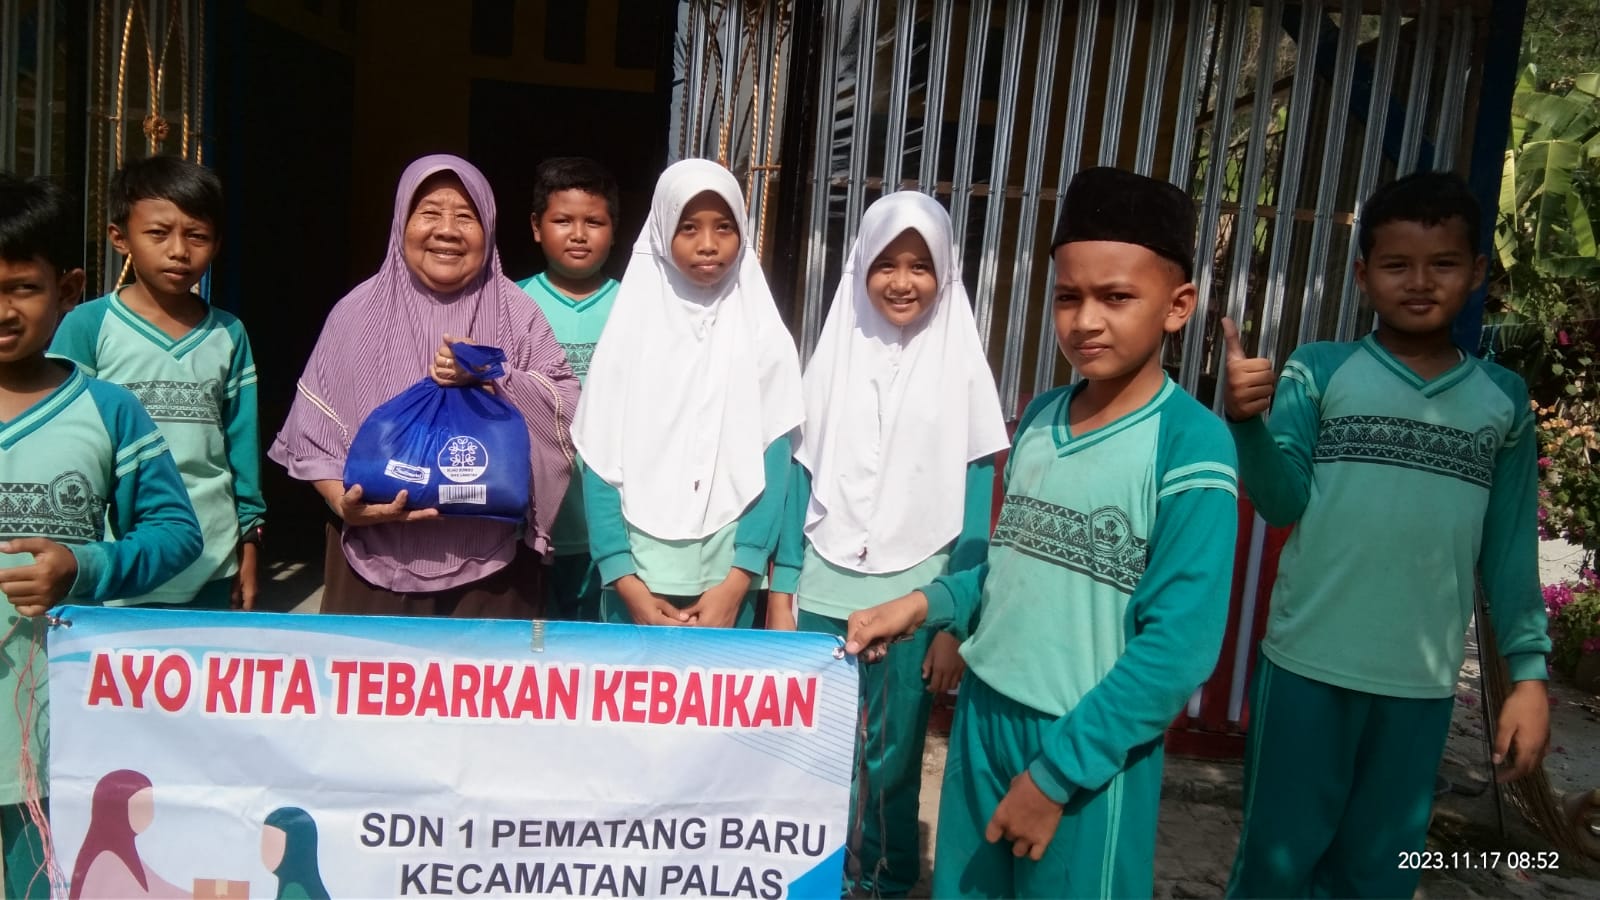 AYO KITA TEBARKAN KEBAIKAN
SDN 1 PEMATANG BARU
KECAMATAN PALAS
2023.11.17 08:52